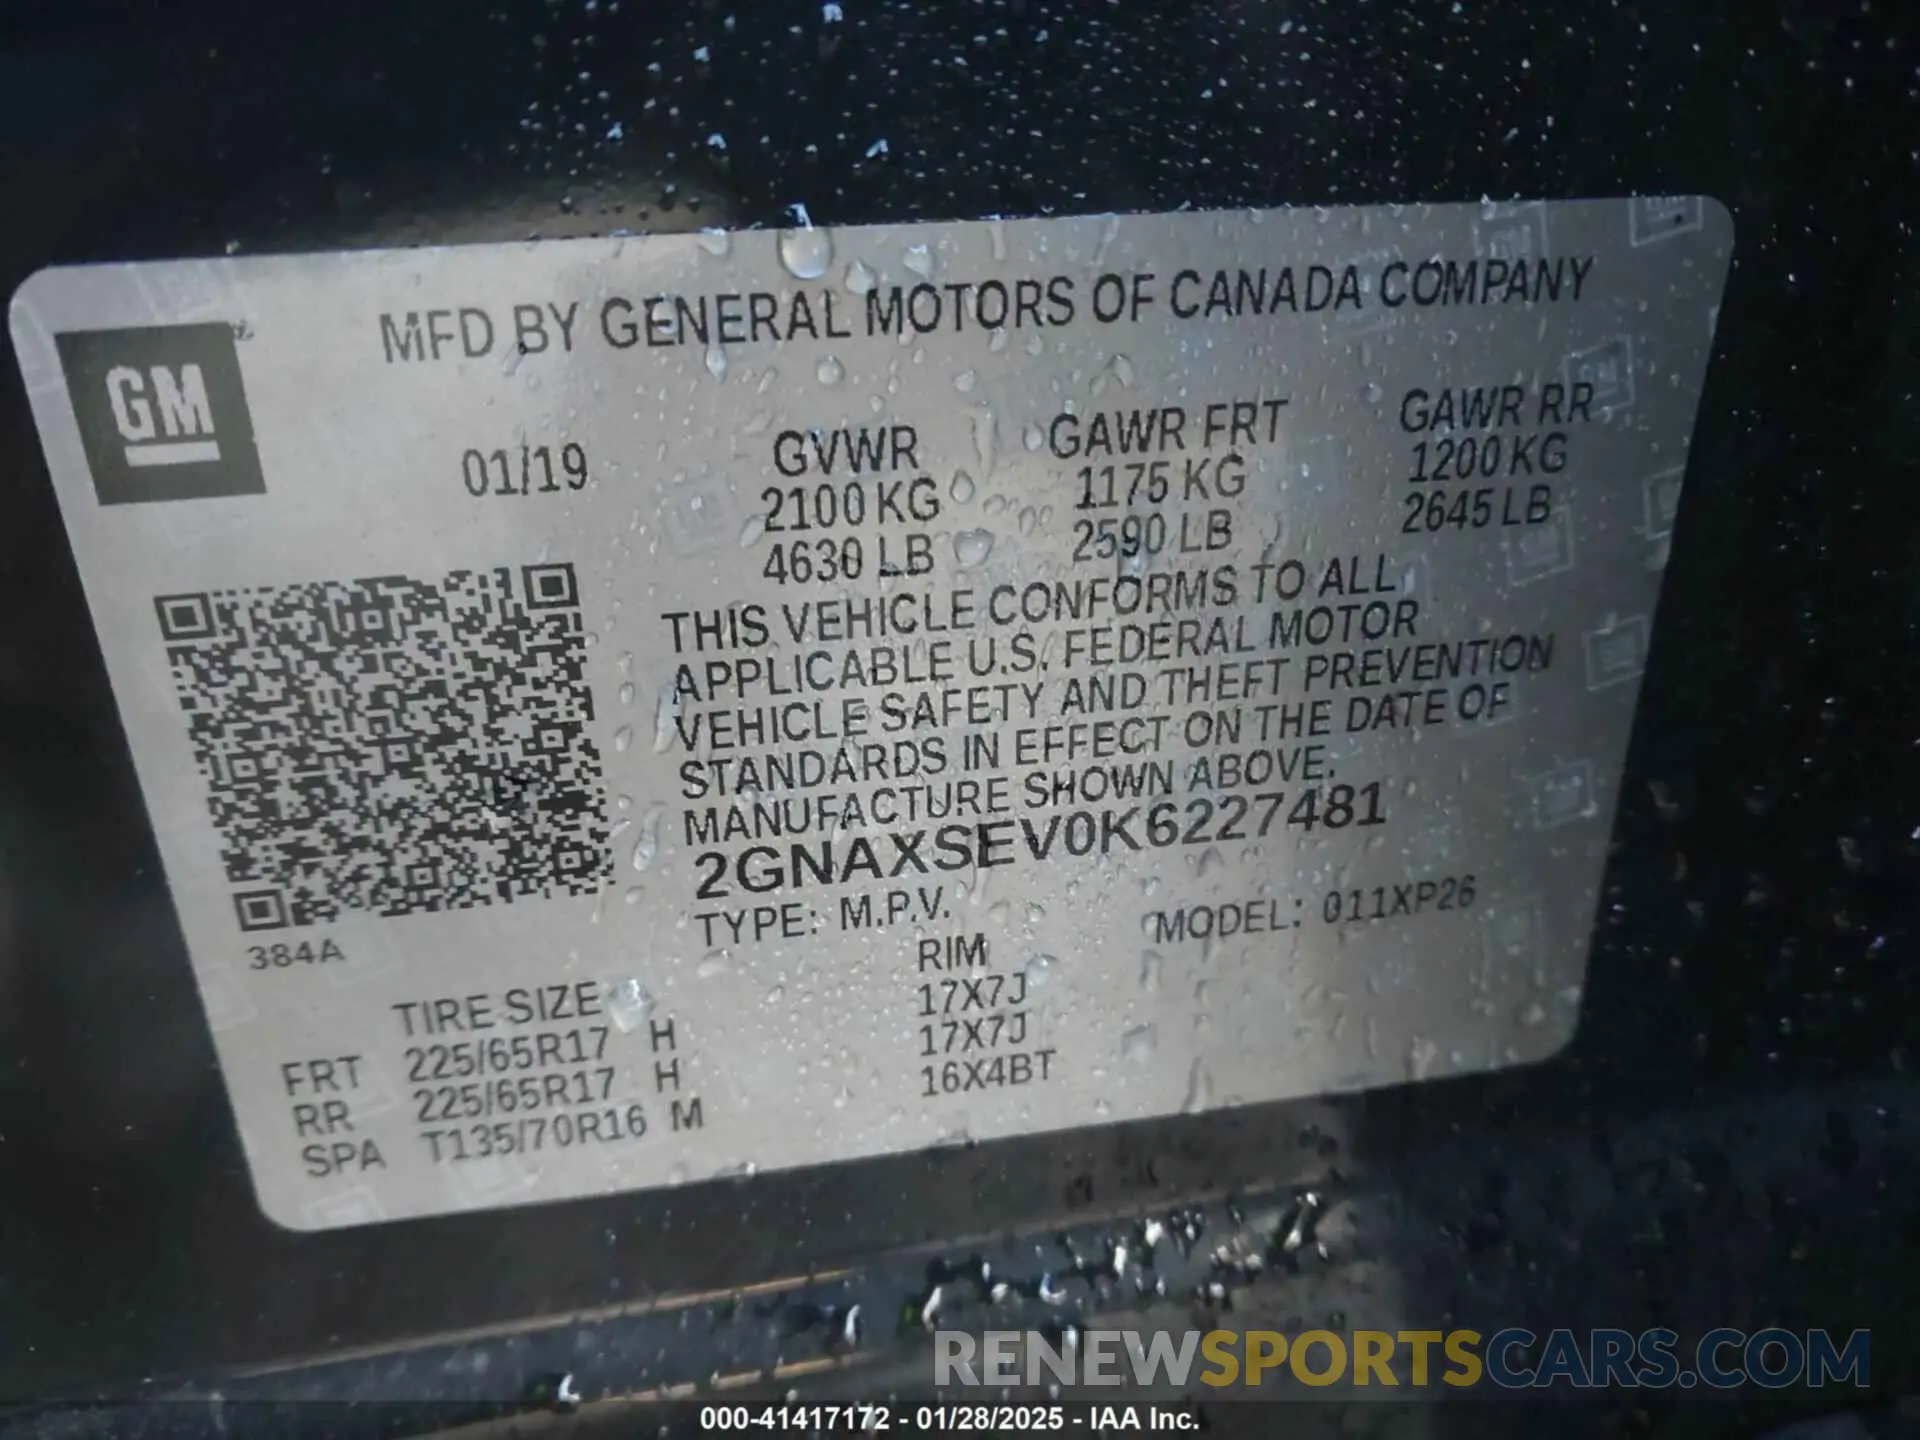 MFD BY GENERAL MOTORS OF CANADA COMPANY
GM
01/19
GVWR
2100 KG
4630 LB
GAWR FRT
1175 KG
2590 LB
GAWR RR
1200 KG
2645 LB
THIS VEHICLE CONFORMS TO ALL
APPLICABLE U.S. FEDERAL MOTOR
VEHICLE SAFETY AND THEFT PREVENTION
STANDARDS IN EFFECT ON THE DATE OF
MANUFACTURE SHOWN ABOVE.
2GNAXSEV0K6227481
TYPE: M.P.V. MODEL: 011XP26
384A
TIRE SIZE RIM
FRT 225/65R17 H 17X7J
RR 225/65R17 H 17X7J
SPA T135/70R16 M 16X4BT
RENEWSPORTSCARS.COM
000-41417172 - 01/28/2025 - IAA Inc.